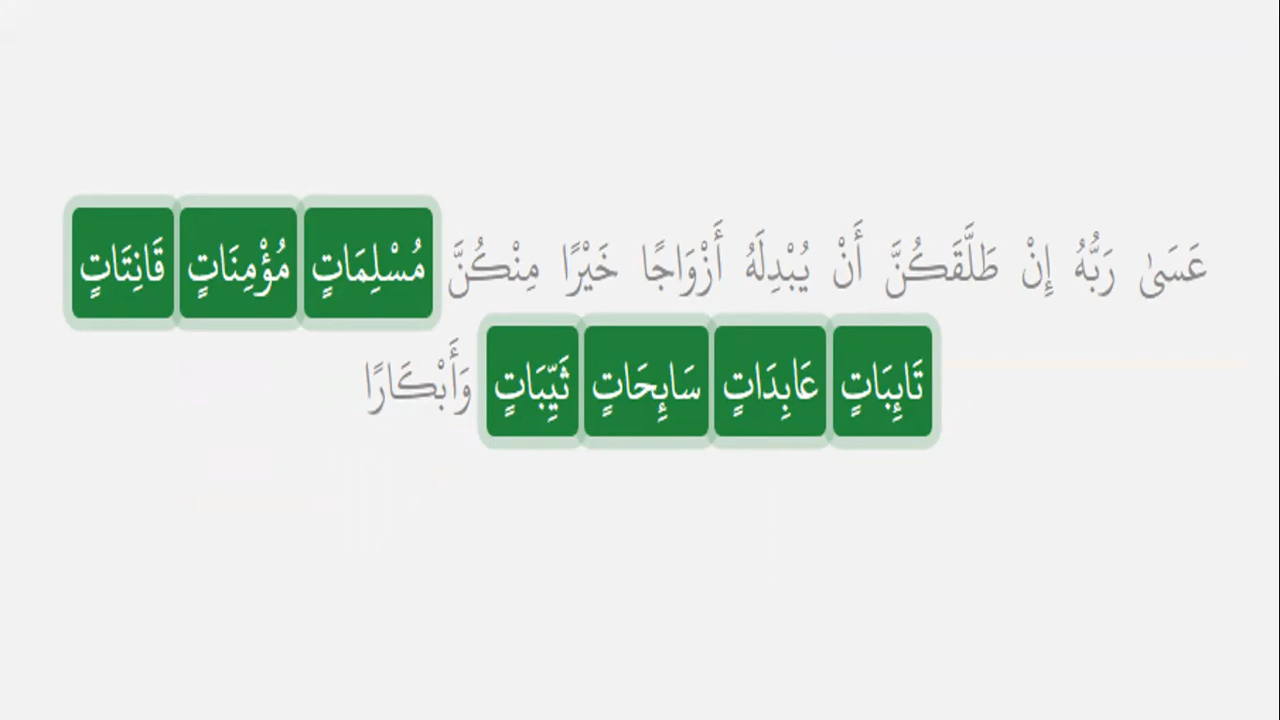 عَسَىٰ رَبُّهُ إِنْ طَلَّقَكُنَّ أَنْ يُبْدِلَهُ أَزْوَاجًا خَيْرًا مِنْكُنَّ مُسْلِمَاتٍ مُؤْمِنَاتٍ قَانِتَاتٍ
تَائِبَاتٍ عَابِدَاتٍ سَائِحَاتٍ ثَيِّبَاتٍ وَأَبْكَارًا